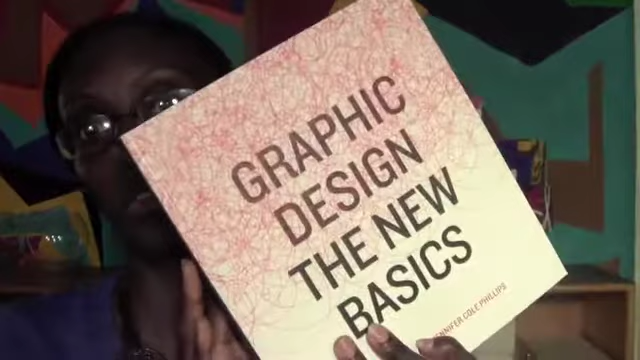 GRAPHIC
DESIGN
THE NEW
BASICS
JENNIFER COLE PHILLIPS